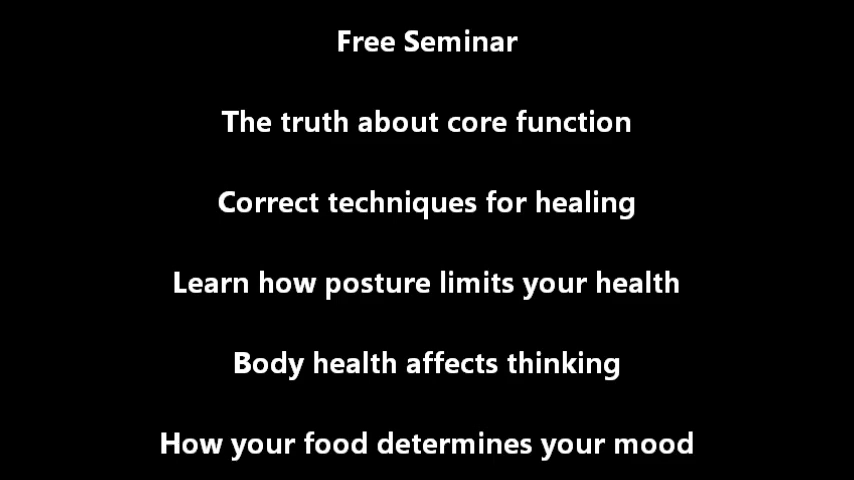 Free Seminar
The truth about core function
Correct techniques for healing
Learn how posture limits your health
Body health affects thinking
How your food determines your mood